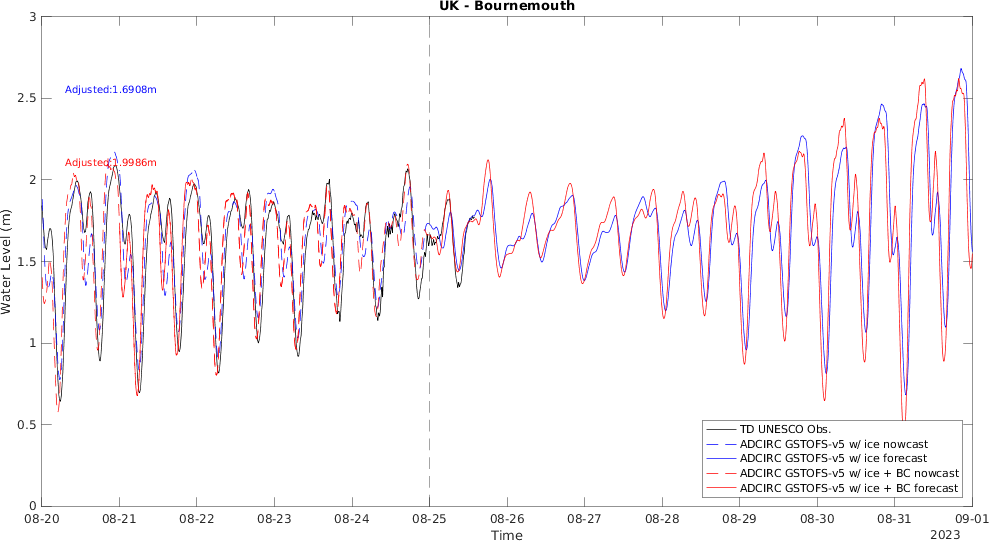 UK - Bournemouth
3
2.5
2
1.5
1
0.5
0
Water Level (m)
Adjusted:1.6908m
Adjusted:1.9986m
TD UNESCO Obs.
ADCIRC GSTOFS-v5 w/ ice nowcast
ADCIRC GSTOFS-v5 w/ ice forecast
ADCIRC GSTOFS-v5 w/ ice + BC nowcast
ADCIRC GSTOFS-v5 w/ ice + BC forecast
08-20 08-21 08-22 08-23 08-24 08-25 08-26 08-27 08-28 08-29 08-30 08-31 09-01
Time
2023